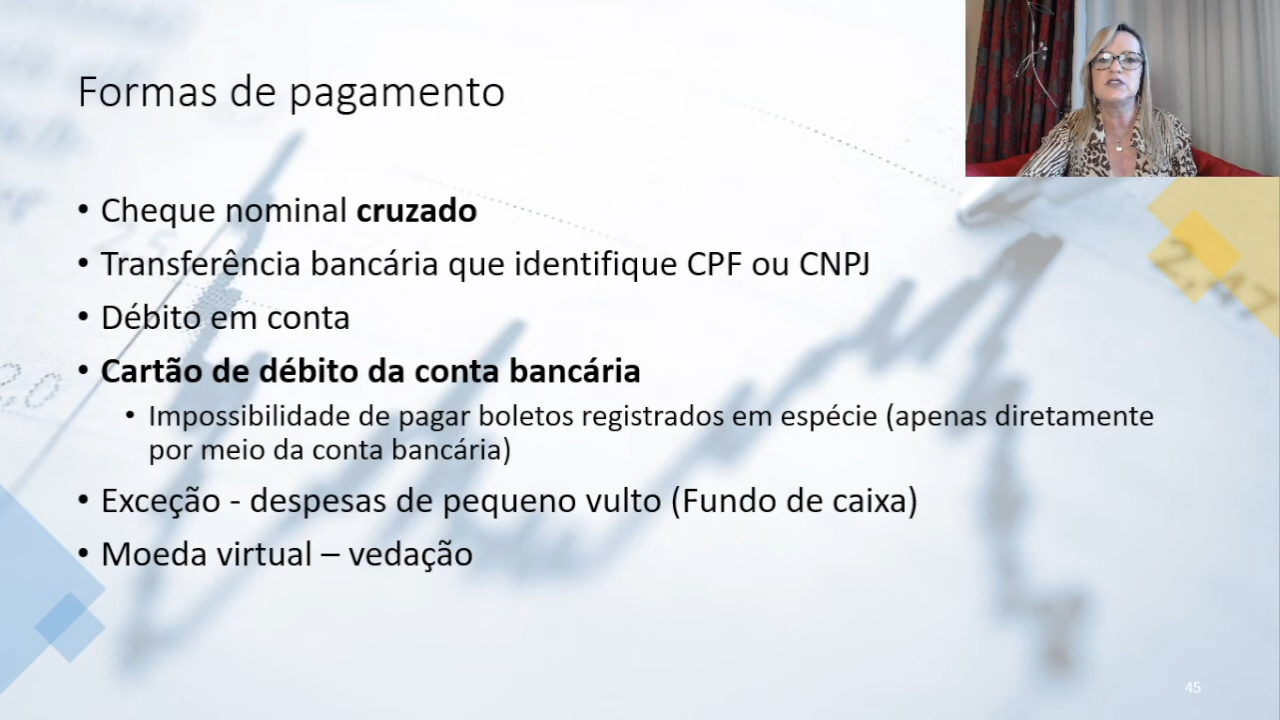 Formas de pagamento
• Cheque nominal cruzado
• Transferência bancária que identifique CPF ou CNPJ
• Débito em conta
• Cartão de débito da conta bancária
• Impossibilidade de pagar boletos registrados em espécie (apenas diretamente
por meio da conta bancária)
• Exceção - despesas de pequeno vulto (Fundo de caixa)
• Moeda virtual – vedação
45